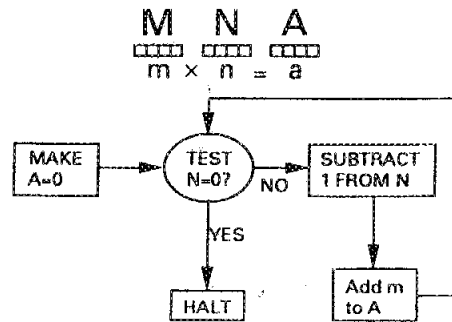 M N A
m × n = a
MAKE
A=0
TEST
N=0?
NO
SUBTRACT
1 FROM N
YES
HALT
Add m
to A